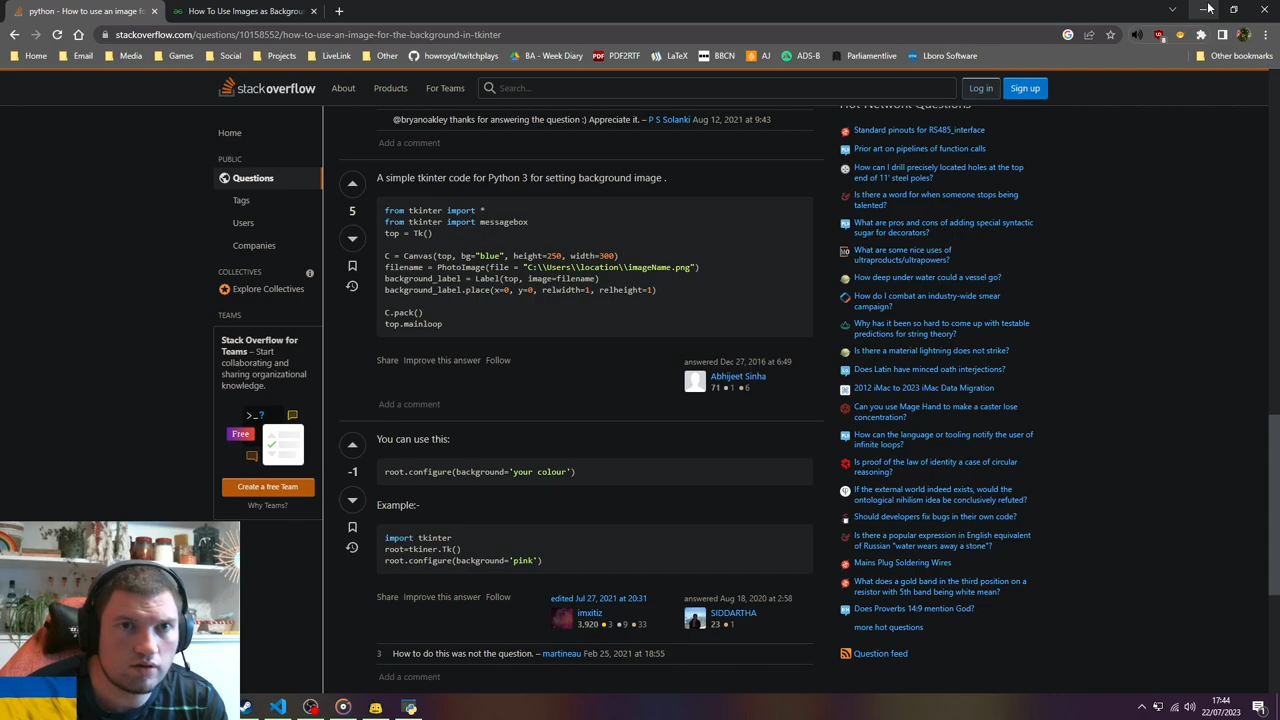 python - How to use an image fo
How To Use Images as Backgrou
stackoverflow.com/questions/10158552/how-to-use-an-image-for-the-background-in-tkinter
Home
Email
Media
Games
Social
Projects
LiveLink
Other
howroyd/twitchplays
BA - Week Diary
PDF2RTF
LaTeX
BBCN
AJ
ADS-B
Parliamentlive
Lboro Software
Other bookmarks
stackoverflow
About
Products
For Teams
Search...
Log in
Sign up
Home
PUBLIC
Questions
Tags
Users
Companies
COLLECTIVES
Explore Collectives
TEAMS
Stack Overflow for
Teams – Start
collaborating and
sharing organizational
knowledge.
Free
Create a free Team
Why Teams?
@bryanoakley thanks for answering the question :) Appreciate it. – P S Solanki Aug 12, 2021 at 9:43
Add a comment
A simple tkinter code for Python 3 for setting background image .
5
from tkinter import *
from tkinter import messagebox
top = Tk()
C = Canvas(top, bg="blue", height=250, width=300)
filename = PhotoImage(file = "C:\\Users\\location\\imageName.png")
background_label = Label(top, image=filename)
background_label.place(x=0, y=0, relwidth=1, relheight=1)
C.pack()
top.mainloop
Share Improve this answer Follow
answered Dec 27, 2016 at 6:49
Abhijeet Sinha
71 1 6
Add a comment
You can use this:
-1
root.configure(background='your colour')
Example:-
import tkinter
root=tkiner.Tk()
root.configure(background='pink')
Share Improve this answer Follow
edited Jul 27, 2021 at 20:31
imxitiz
3,920 3 9 33
answered Aug 18, 2020 at 2:58
SIDDARTHA
23 1
3 How to do this was not the question. – martineau Feb 25, 2021 at 18:55
Add a comment
Hot Network Questions
Standard pinouts for RS485_interface
Prior art on pipelines of function calls
How can I drill precisely located holes at the top
end of 11' steel poles?
Is there a word for when someone stops being
talented?
What are pros and cons of adding special syntactic
sugar for decorators?
What are some nice uses of
ultraproducts/ultrapowers?
How deep under water could a vessel go?
How do I combat an industry-wide smear
campaign?
Why has it been so hard to come up with testable
predictions for string theory?
Is there a material lightning does not strike?
Does Latin have minced oath interjections?
2012 iMac to 2023 iMac Data Migration
Can you use Mage Hand to make a caster lose
concentration?
How can the language or tooling notify the user of
infinite loops?
Is proof of the law of identity a case of circular
reasoning?
If the external world indeed exists, would the
ontological nihilism idea be conclusively refuted?
Should developers fix bugs in their own code?
Is there a popular expression in English equivalent
of Russian "water wears away a stone"?
Mains Plug Soldering Wires
What does a gold band in the third position on a
resistor with 5th band being white mean?
Does Proverbs 14:9 mention God?
more hot questions
Question feed
17:44
22/07/2023